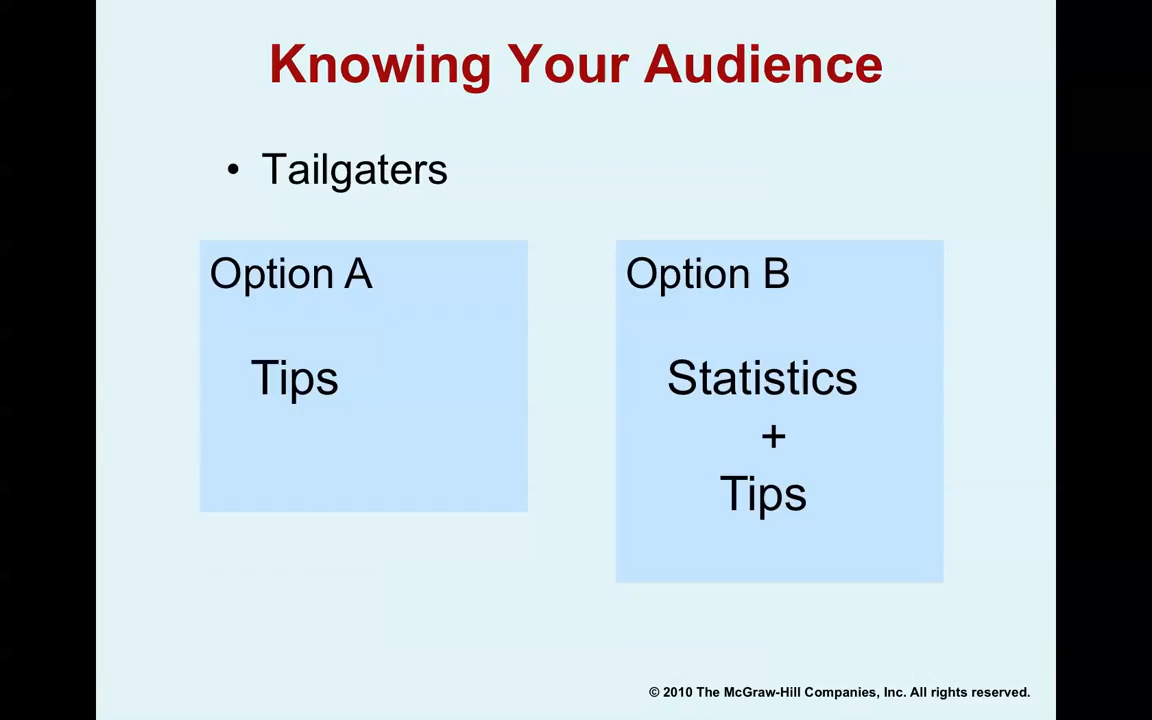 Knowing Your Audience
• Tailgaters
Option A
Tips
Option B
Statistics
+
Tips
© 2010 The McGraw-Hill Companies, Inc. All rights reserved.